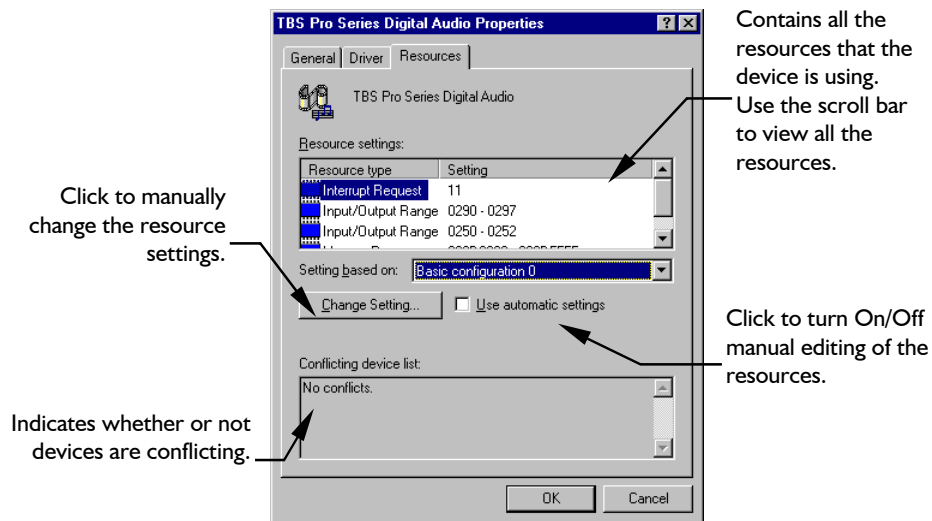 TBS Pro Series Digital Audio Properties
General Driver Resources
TBS Pro Series Digital Audio
Resource settings:
Resource type Setting
Interrupt Request 11
Input/Output Range 0290 - 0297
Input/Output Range 0250 - 0252
Setting based on: Basic configuration 0
Change Setting... Use automatic settings
Conflicting device list:
No conflicts.
OK Cancel
Contains all the
resources that the
device is using.
Use the scroll bar
to view all the
resources.
Click to manually
change the resource
settings.
Click to turn On/Off
manual editing of the
resources.
Indicates whether or not
devices are conflicting.